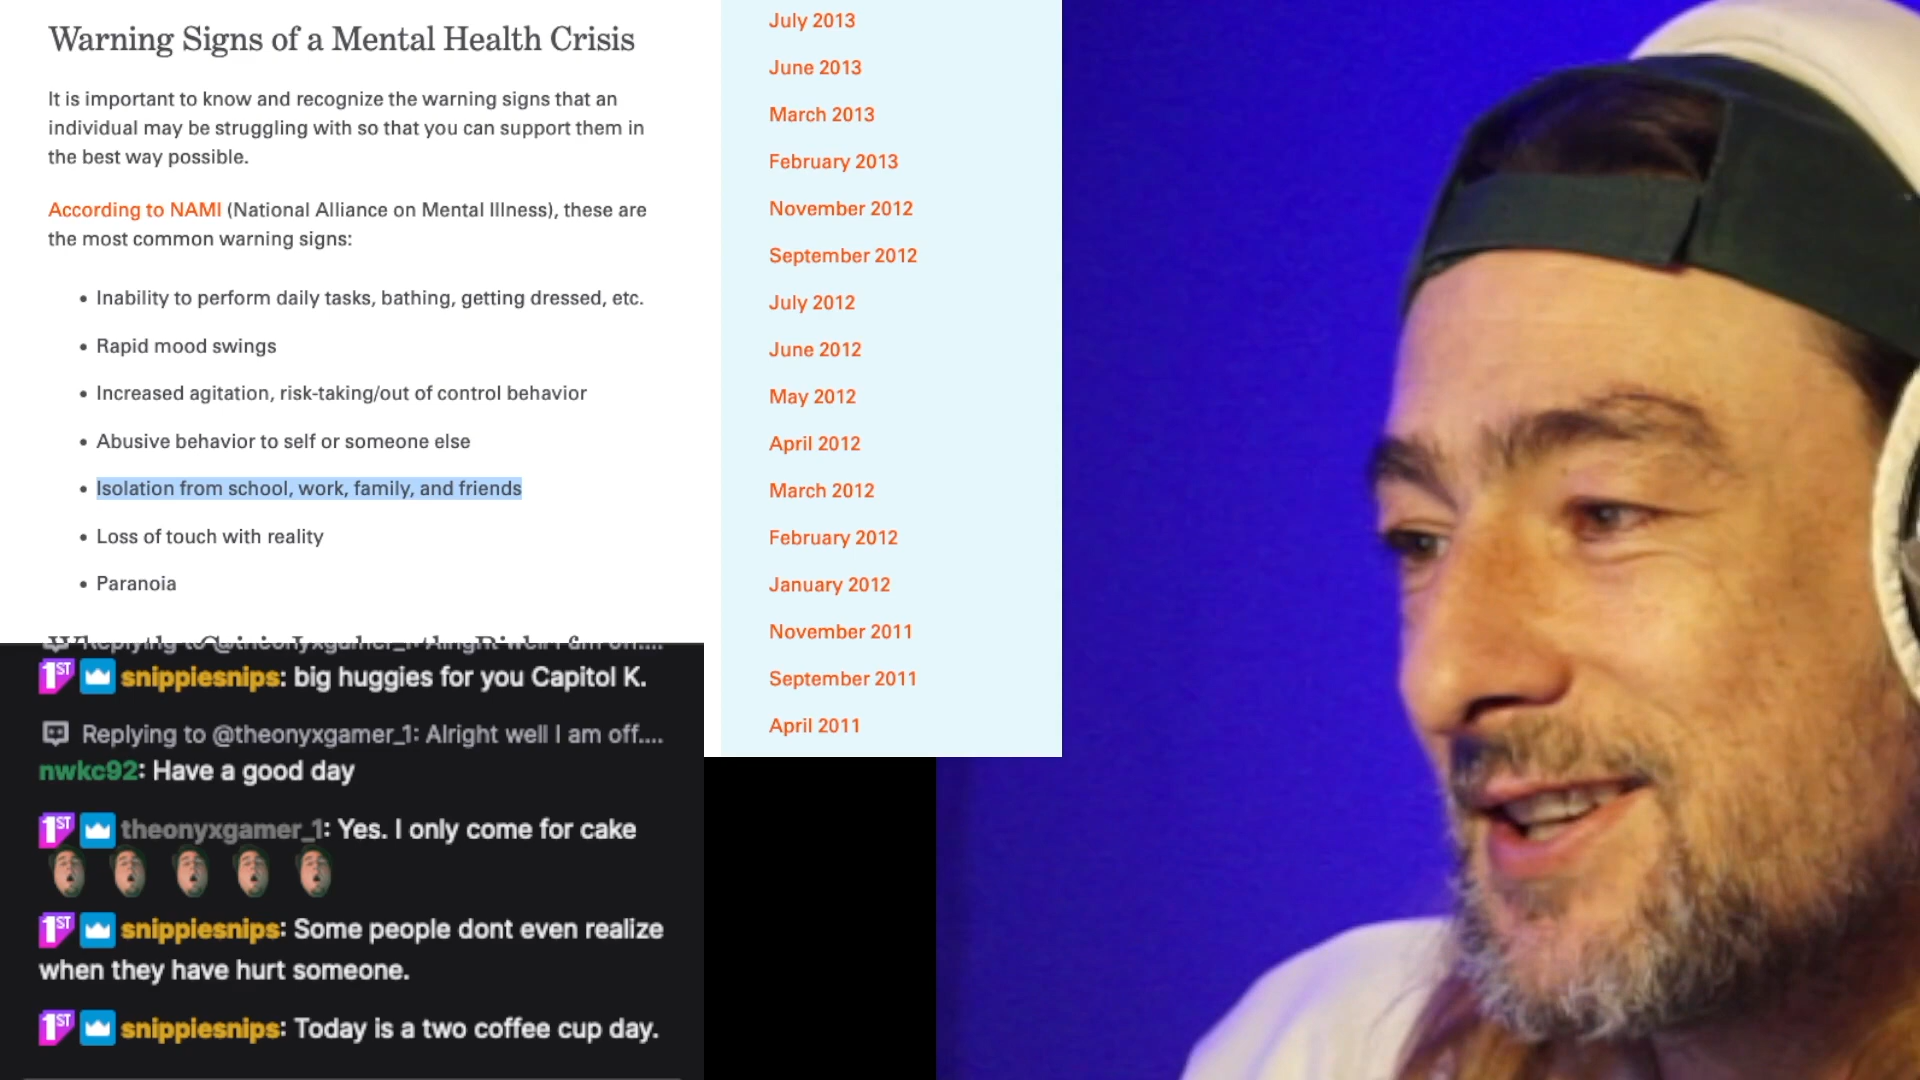 Warning Signs of a Mental Health Crisis
It is important to know and recognize the warning signs that an
individual may be struggling with so that you can support them in
the best way possible.
According to NAMI (National Alliance on Mental Illness), these are
the most common warning signs:
• Inability to perform daily tasks, bathing, getting dressed, etc.
• Rapid mood swings
• Increased agitation, risk-taking/out of control behavior
• Abusive behavior to self or someone else
• Isolation from school, work, family, and friends
• Loss of touch with reality
• Paranoia
July 2013
June 2013
March 2013
February 2013
November 2012
September 2012
July 2012
June 2012
May 2012
April 2012
March 2012
February 2012
January 2012
November 2011
September 2011
April 2011
1ST snippiesnips: big huggies for you Capitol K.
Replying to @theonyxgamer_1: Alright well I am off....
nwkc92: Have a good day
1ST theonyxgamer_1: Yes. I only come for cake
1ST snippiesnips: Some people dont even realize
when they have hurt someone.
1ST snippiesnips: Today is a two coffee cup day.